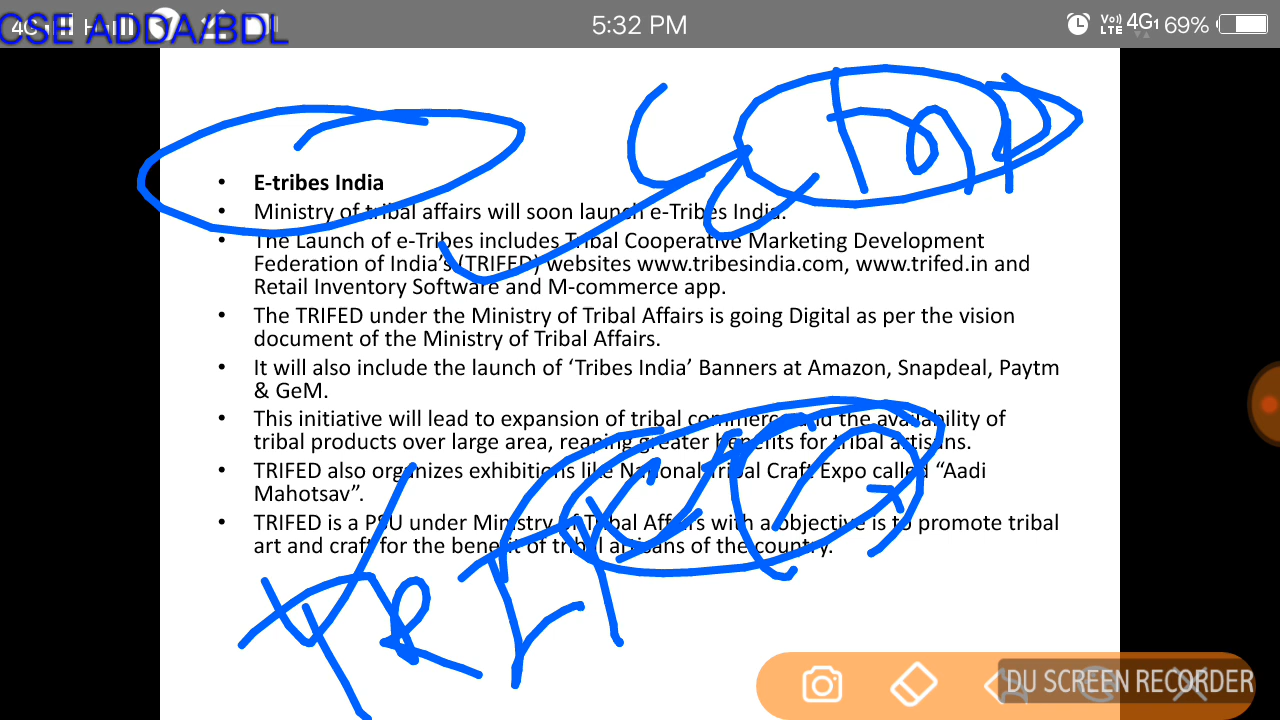 4G 5:32 PM Vo) LTE 4G1 69%
CSE ADDA/BDL
• E-tribes India
• Ministry of tribal affairs will soon launch e-Tribes India.
• The Launch of e-Tribes includes Tribal Cooperative Marketing Development
Federation of India's (TRIFED) websites www.tribesindia.com, www.trifed.in and
Retail Inventory Software and M-commerce app.
• The TRIFED under the Ministry of Tribal Affairs is going Digital as per the vision
document of the Ministry of Tribal Affairs.
• It will also include the launch of ‘Tribes India’ Banners at Amazon, Snapdeal, Paytm
& GeM.
• This initiative will lead to expansion of tribal commerce and the availability of
tribal products over large area, reaping greater benefits for tribal artisans.
• TRIFED also organizes exhibitions like National Tribal Craft Expo called “Aadi
Mahotsav”.
• TRIFED is a PSU under Ministry of Tribal Affairs with a objective is to promote tribal
art and craft for the benefit of tribal artisans of the country.
DU SCREEN RECORDER